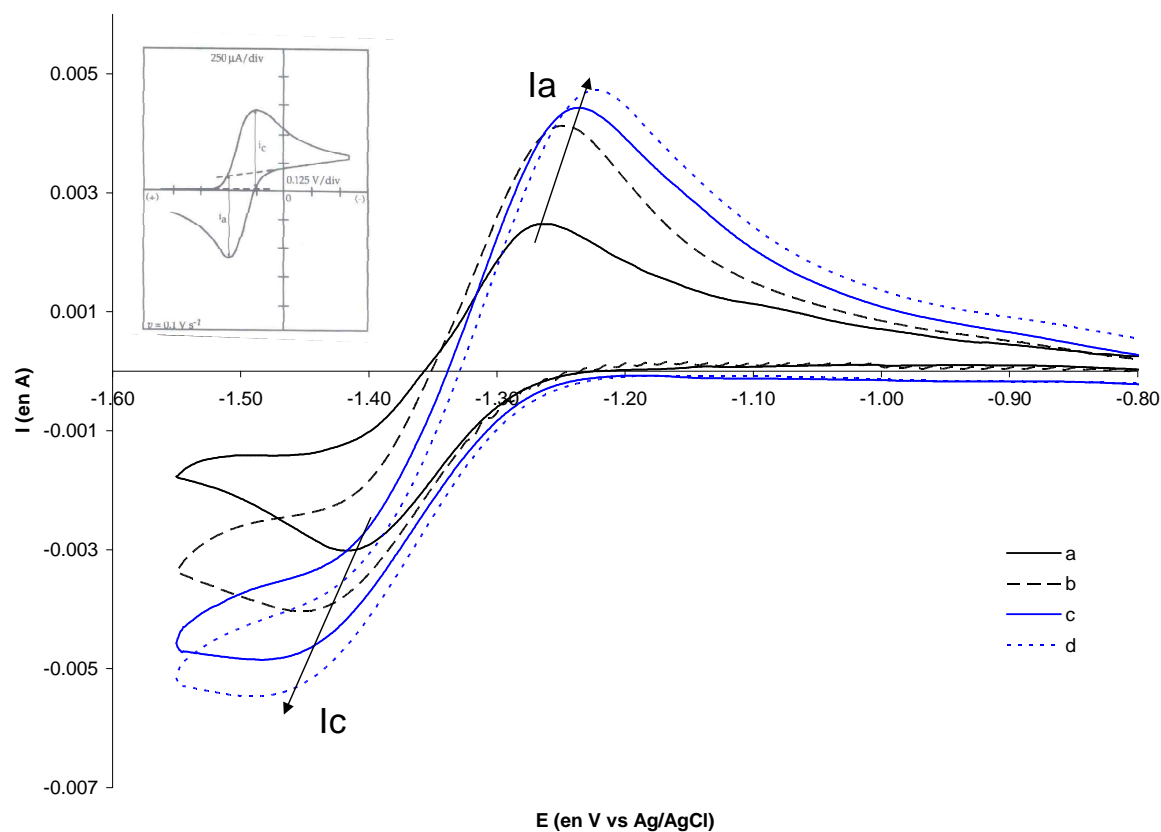 250 µA/div
ic
0.125 V/div
(+)
0
(-)
ia
v = 0.1 V s⁻¹
Ia
Ic
0.005
0.003
0.001
-0.001
-0.003
-0.005
-0.007
-1.60
-1.50
-1.40
-1.30
-1.20
-1.10
-1.00
-0.90
-0.80
I (en A)
E (en V vs Ag/AgCl)
a
b
c
d